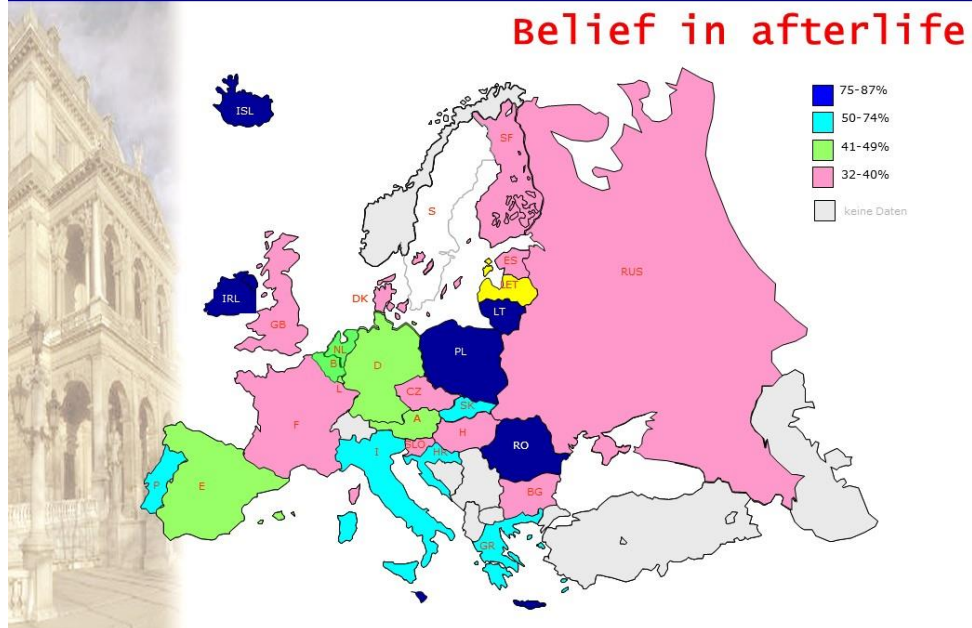 Belief in afterlife
75-87%
50-74%
41-49%
32-40%
keine Daten
ISL
SF
S
RUS
ES
LET
DK
LT
IRL
GB
NL
B
PL
D
L
CZ
SK
A
F
H
SLO
HR
RO
I
P
E
BG
GR